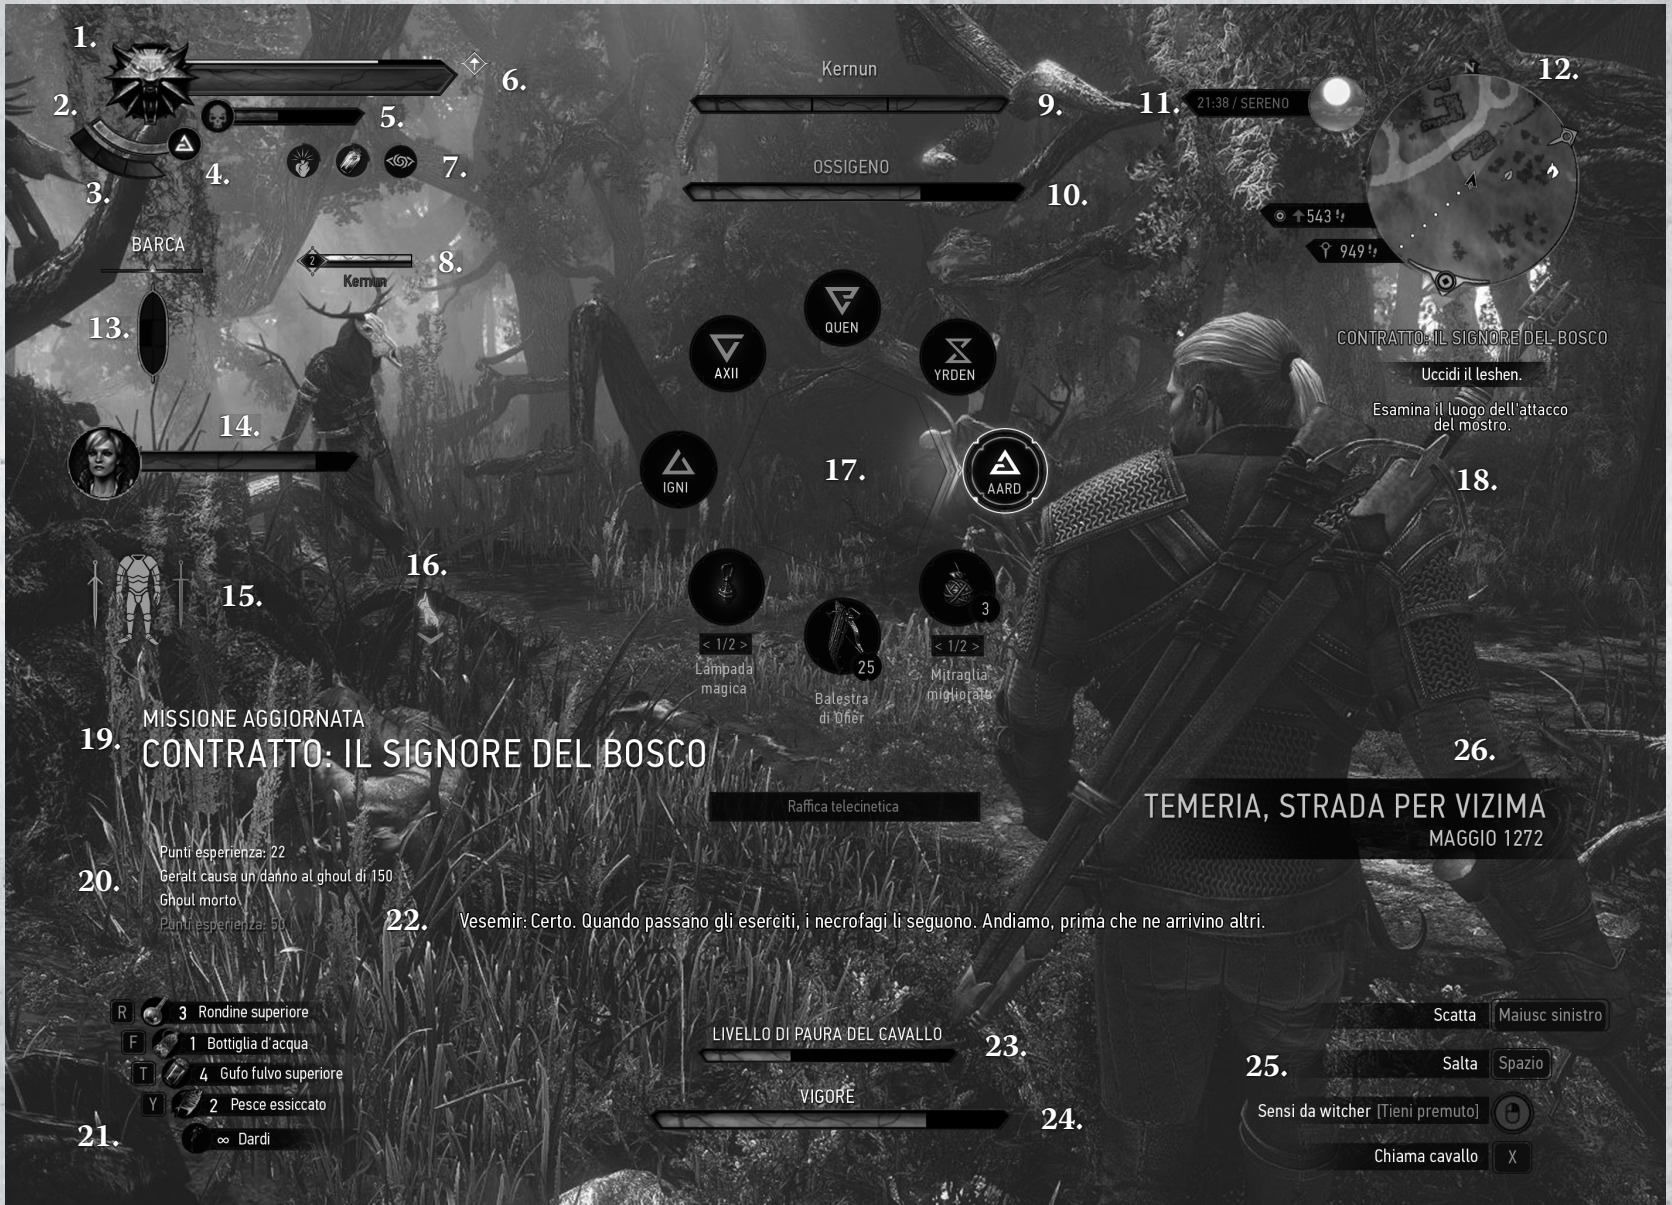 1.
2.
3.
4.
5.
6.
7.
Kernun
9.
OSSIGENO
10.
11.
21:38 / SERENO
12.
N
543
949
BARCA
13.
2
Kernun
8.
14.
15.
16.
QUEN
AXII
YRDEN
IGNI
17.
AARD
< 1/2 >
Lampada
magica
25
Balestra
di Ofier
3
< 1/2 >
Mitraglia
migliorata
CONTRATTO: IL SIGNORE DEL BOSCO
Uccidi il leshen.
Esamina il luogo dell'attacco
del mostro.
18.
19.
MISSIONE AGGIORNATA
CONTRATTO: IL SIGNORE DEL BOSCO
Raffica telecinetica
26.
TEMERIA, STRADA PER VIZIMA
MAGGIO 1272
20.
Punti esperienza: 22
Geralt causa un danno al ghoul di 150
Ghoul morto
Punti esperienza: 50
22.
Vesemir: Certo. Quando passano gli eserciti, i necrofagi li seguono. Andiamo, prima che ne arrivino altri.
R 3 Rondine superiore
F 1 Bottiglia d'acqua
T 4 Gufo fulvo superiore
Y 2 Pesce essiccato
21.
∞ Dardi
LIVELLO DI PAURA DEL CAVALLO
23.
VIGORE
24.
25.
Scatta Maiusc sinistro
Salta Spazio
Sensi da witcher [Tieni premuto]
Chiama cavallo X